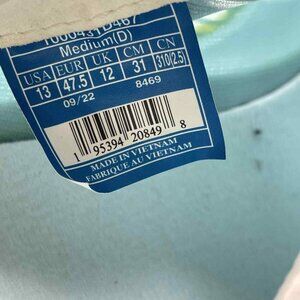 Medium(D)
USA EUR UK CM CN
13 47.5 12 31 310(2.5)
09/22 8469
1 95394 20849 8
MADE IN VIETNAM
FABRIQUE AU VIETNAM